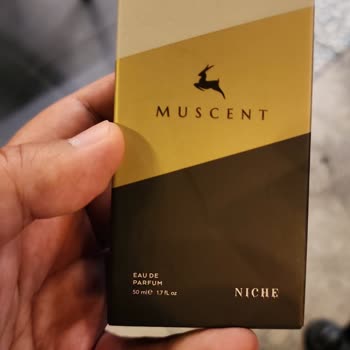 MUSCENT
EAU DE
PARFUM
50 ml℮ 1.7 fl. oz
NICHE